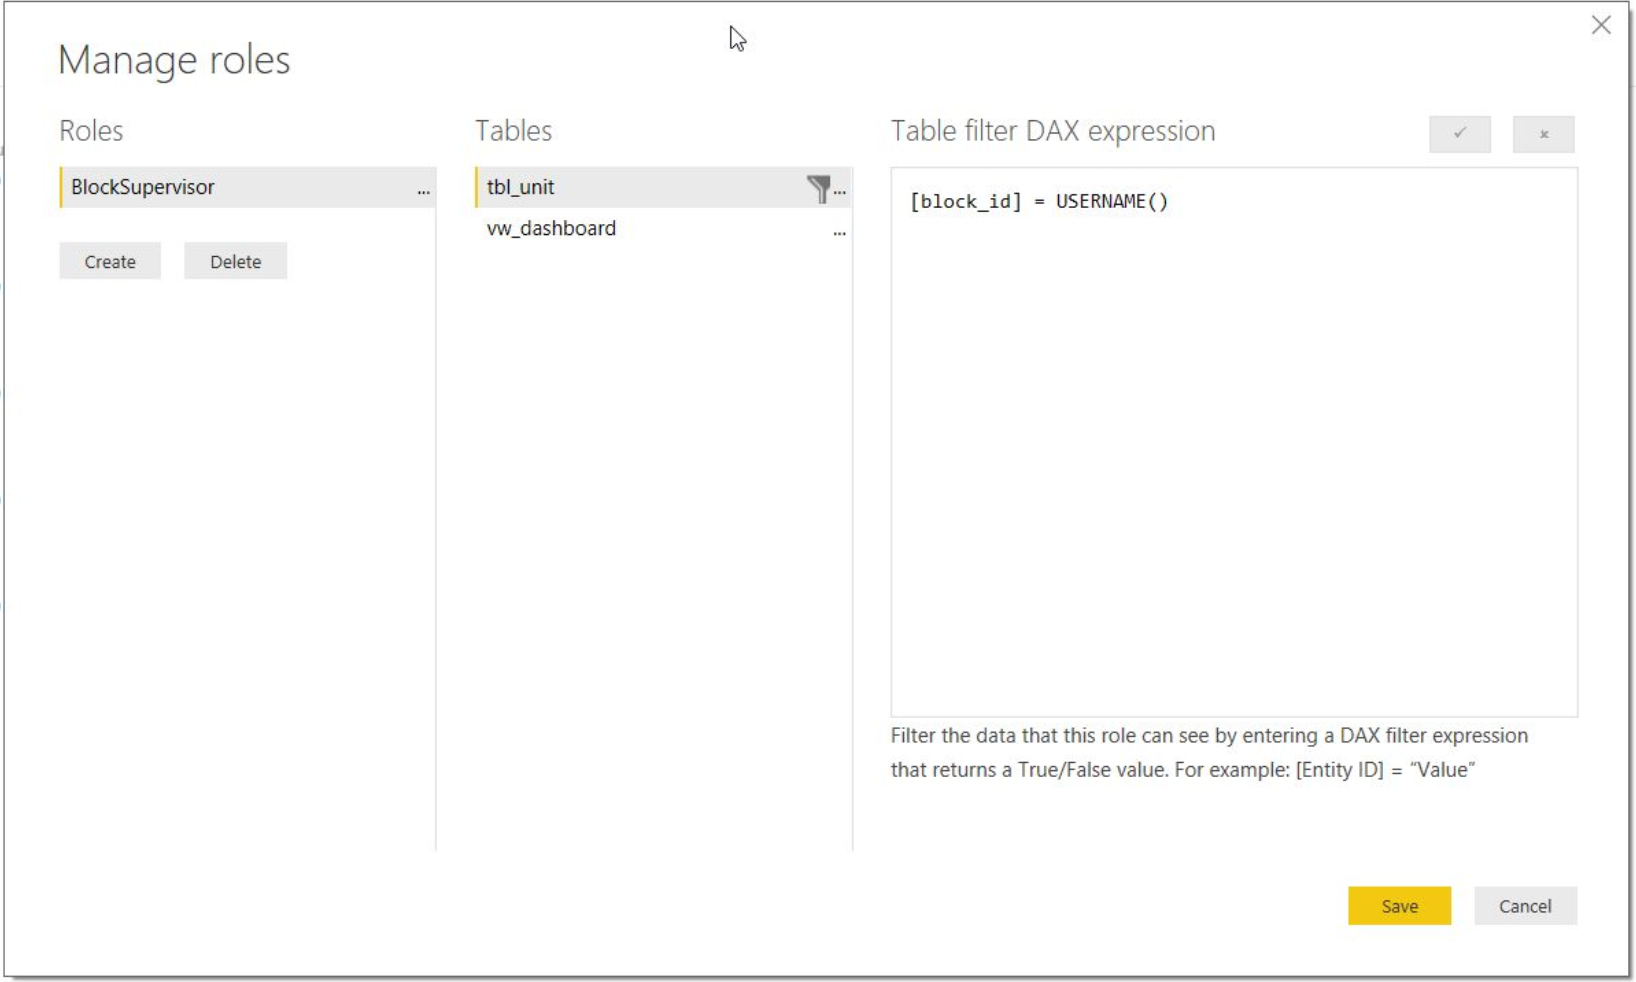 Manage roles
Roles
Tables
Table filter DAX expression
BlockSupervisor
...
tbl_unit
...
[block_id] = USERNAME()
vw_dashboard
...
Create
Delete
Filter the data that this role can see by entering a DAX filter expression
that returns a True/False value. For example: [Entity ID] = “Value”
Save
Cancel